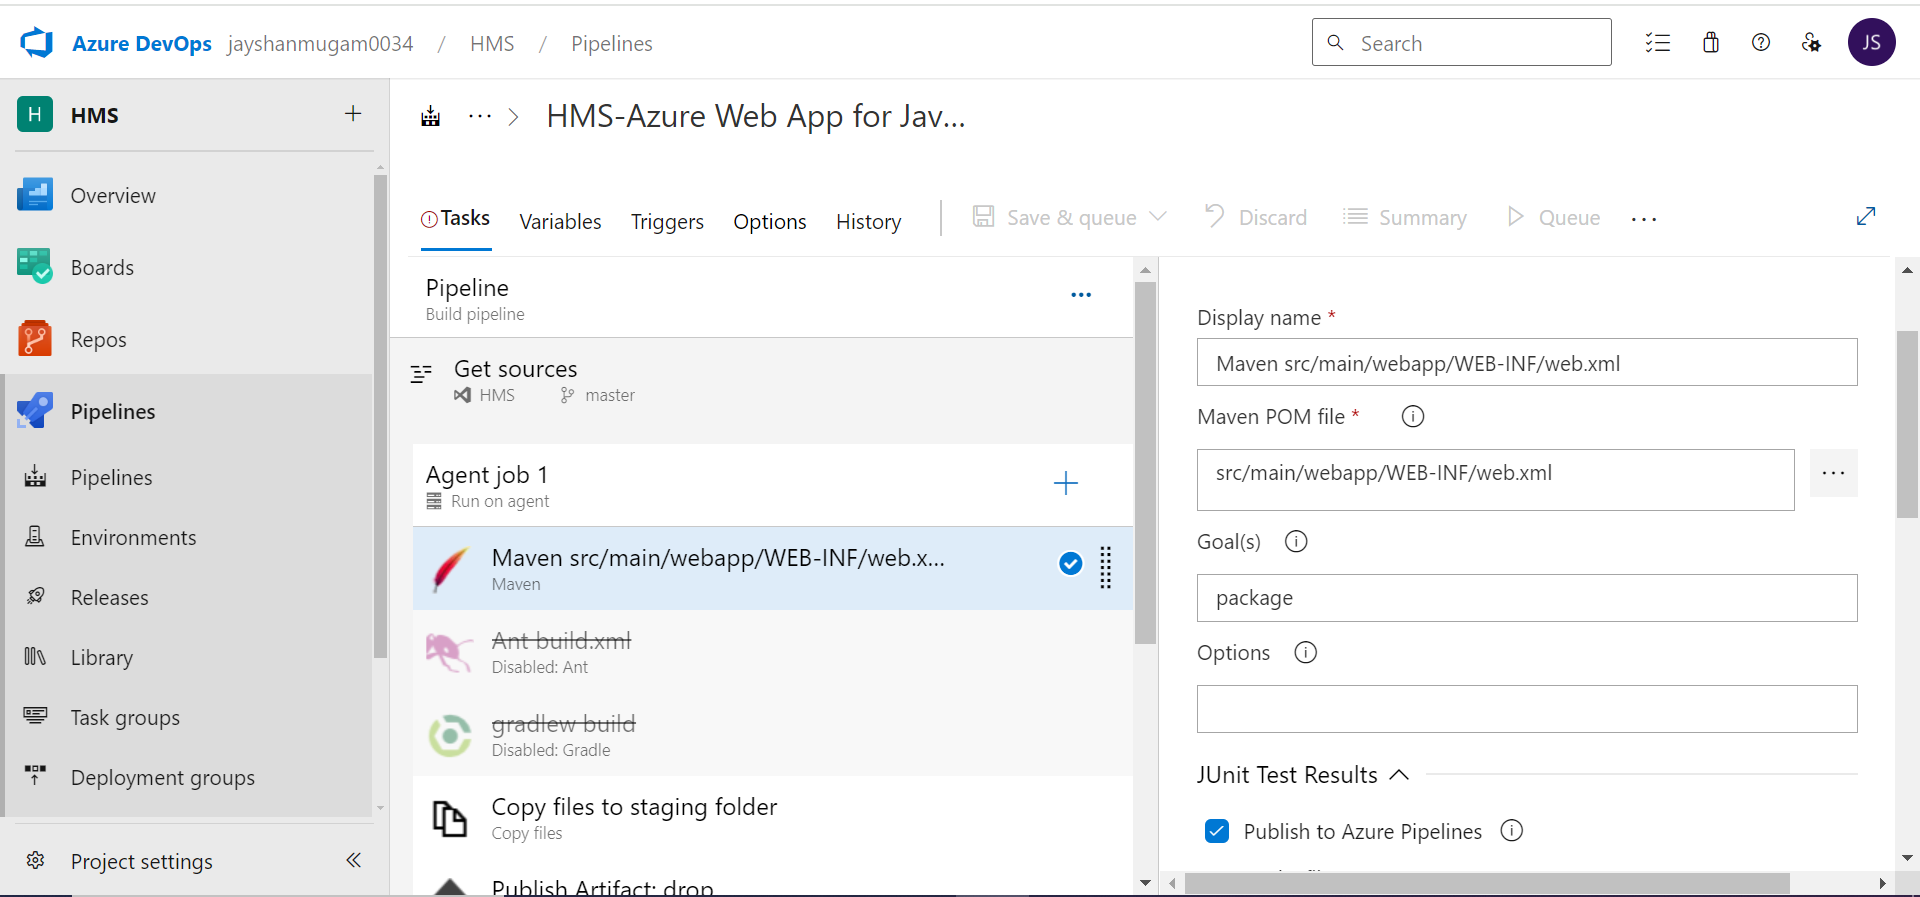 Azure DevOps jayshanmugam0034 / HMS / Pipelines
Search
JS
H HMS
Overview
Boards
Repos
Pipelines
Pipelines
Environments
Releases
Library
Task groups
Deployment groups
Project settings
HMS-Azure Web App for Jav...
Tasks Variables Triggers Options History Save & queue Discard Summary Queue
Pipeline
Build pipeline
Get sources
HMS master
Agent job 1
Run on agent
Maven src/main/webapp/WEB-INF/web.x...
Maven
Ant build.xml
Disabled: Ant
gradlew build
Disabled: Gradle
Copy files to staging folder
Copy files
Publish Artifact: drop
Display name *
Maven src/main/webapp/WEB-INF/web.xml
Maven POM file *
src/main/webapp/WEB-INF/web.xml
Goal(s)
package
Options
JUnit Test Results
Publish to Azure Pipelines